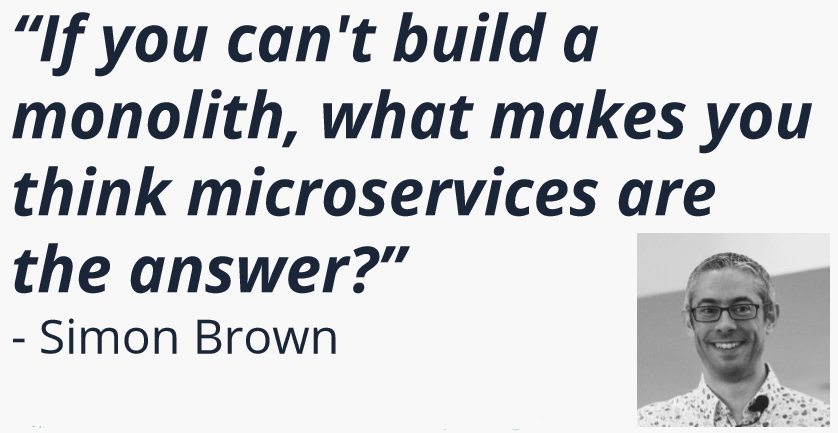 “If you can't build a
monolith, what makes you
think microservices are
the answer?”
- Simon Brown